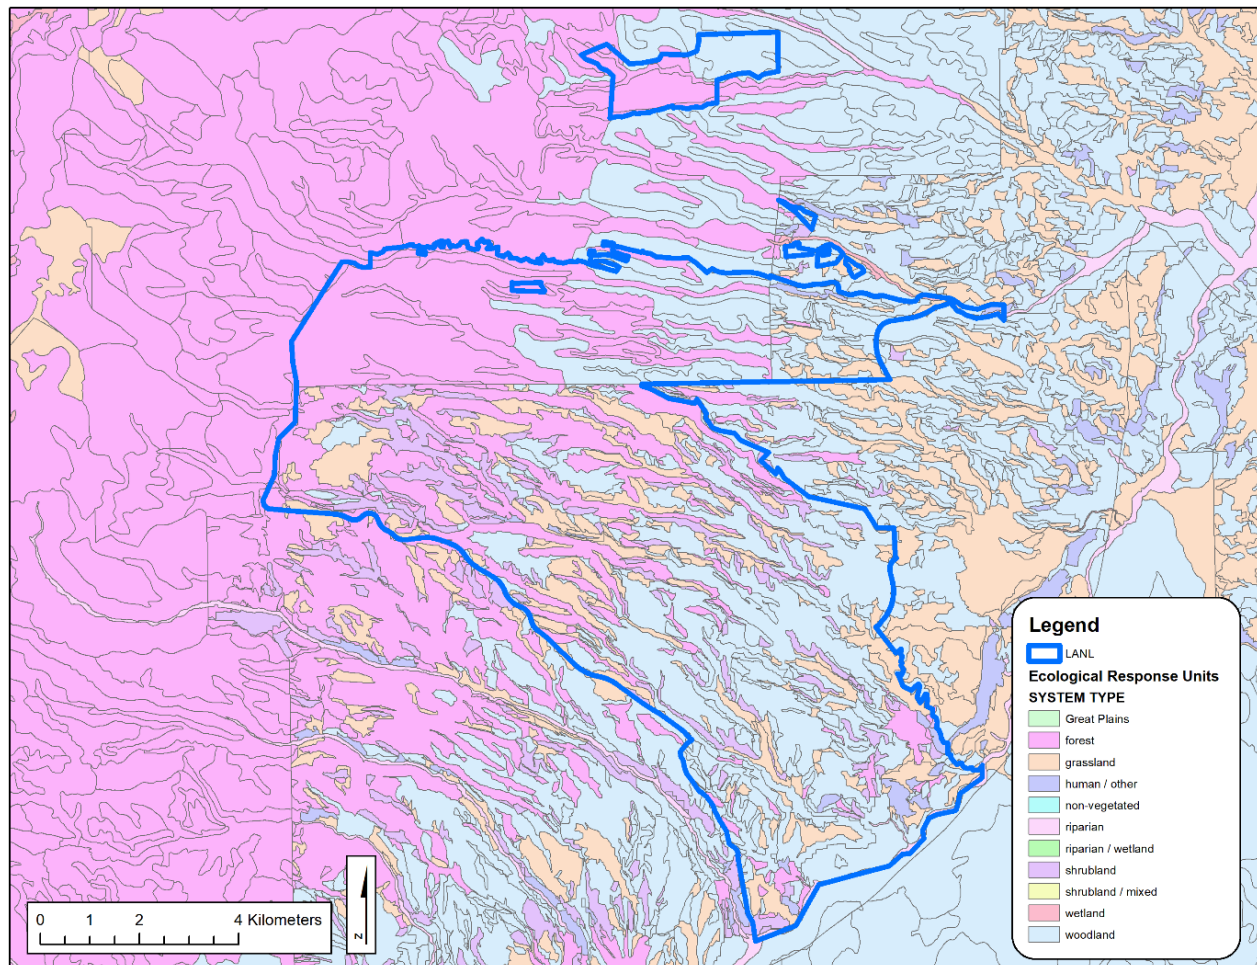 Legend
LANL
Ecological Response Units
SYSTEM TYPE
Great Plains
forest
grassland
human / other
non-vegetated
riparian
riparian / wetland
shrubland
shrubland / mixed
wetland
woodland
0 1 2 4 Kilometers
N